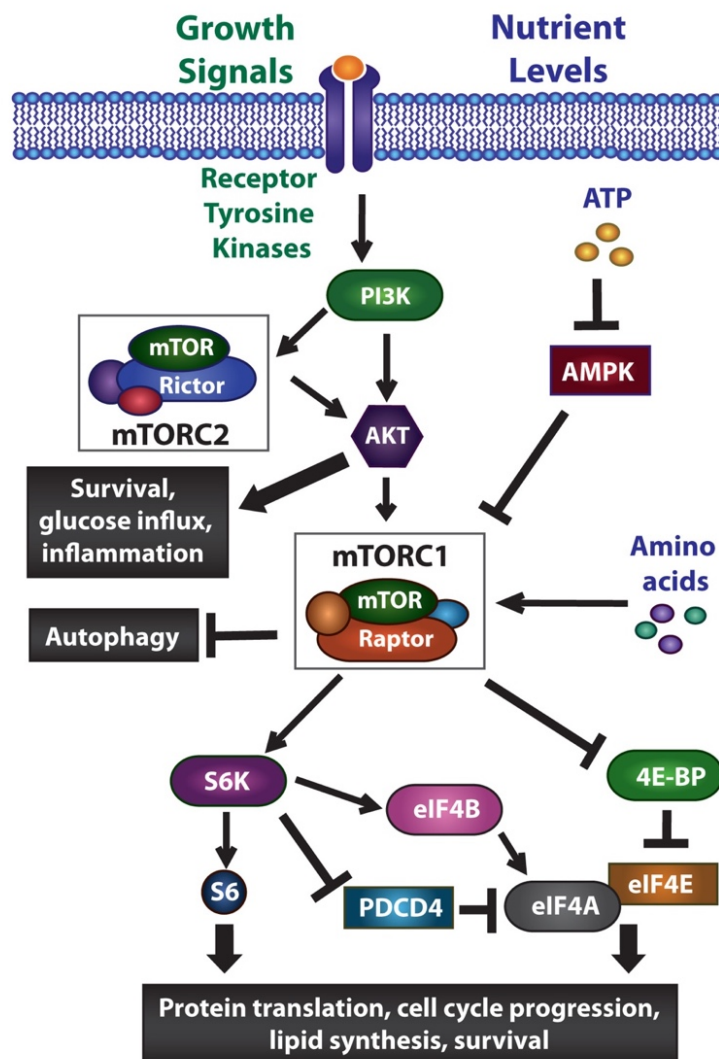 Growth
Signals
Nutrient
Levels
Receptor
Tyrosine
Kinases
ATP
PI3K
mTOR
Rictor
mTORC2
AMPK
AKT
Survival,
glucose influx,
inflammation
mTORC1
mTOR
Raptor
Amino
acids
Autophagy
S6K
4E-BP
eIF4B
S6
PDCD4
eIF4A
eIF4E
Protein translation, cell cycle progression,
lipid synthesis, survival